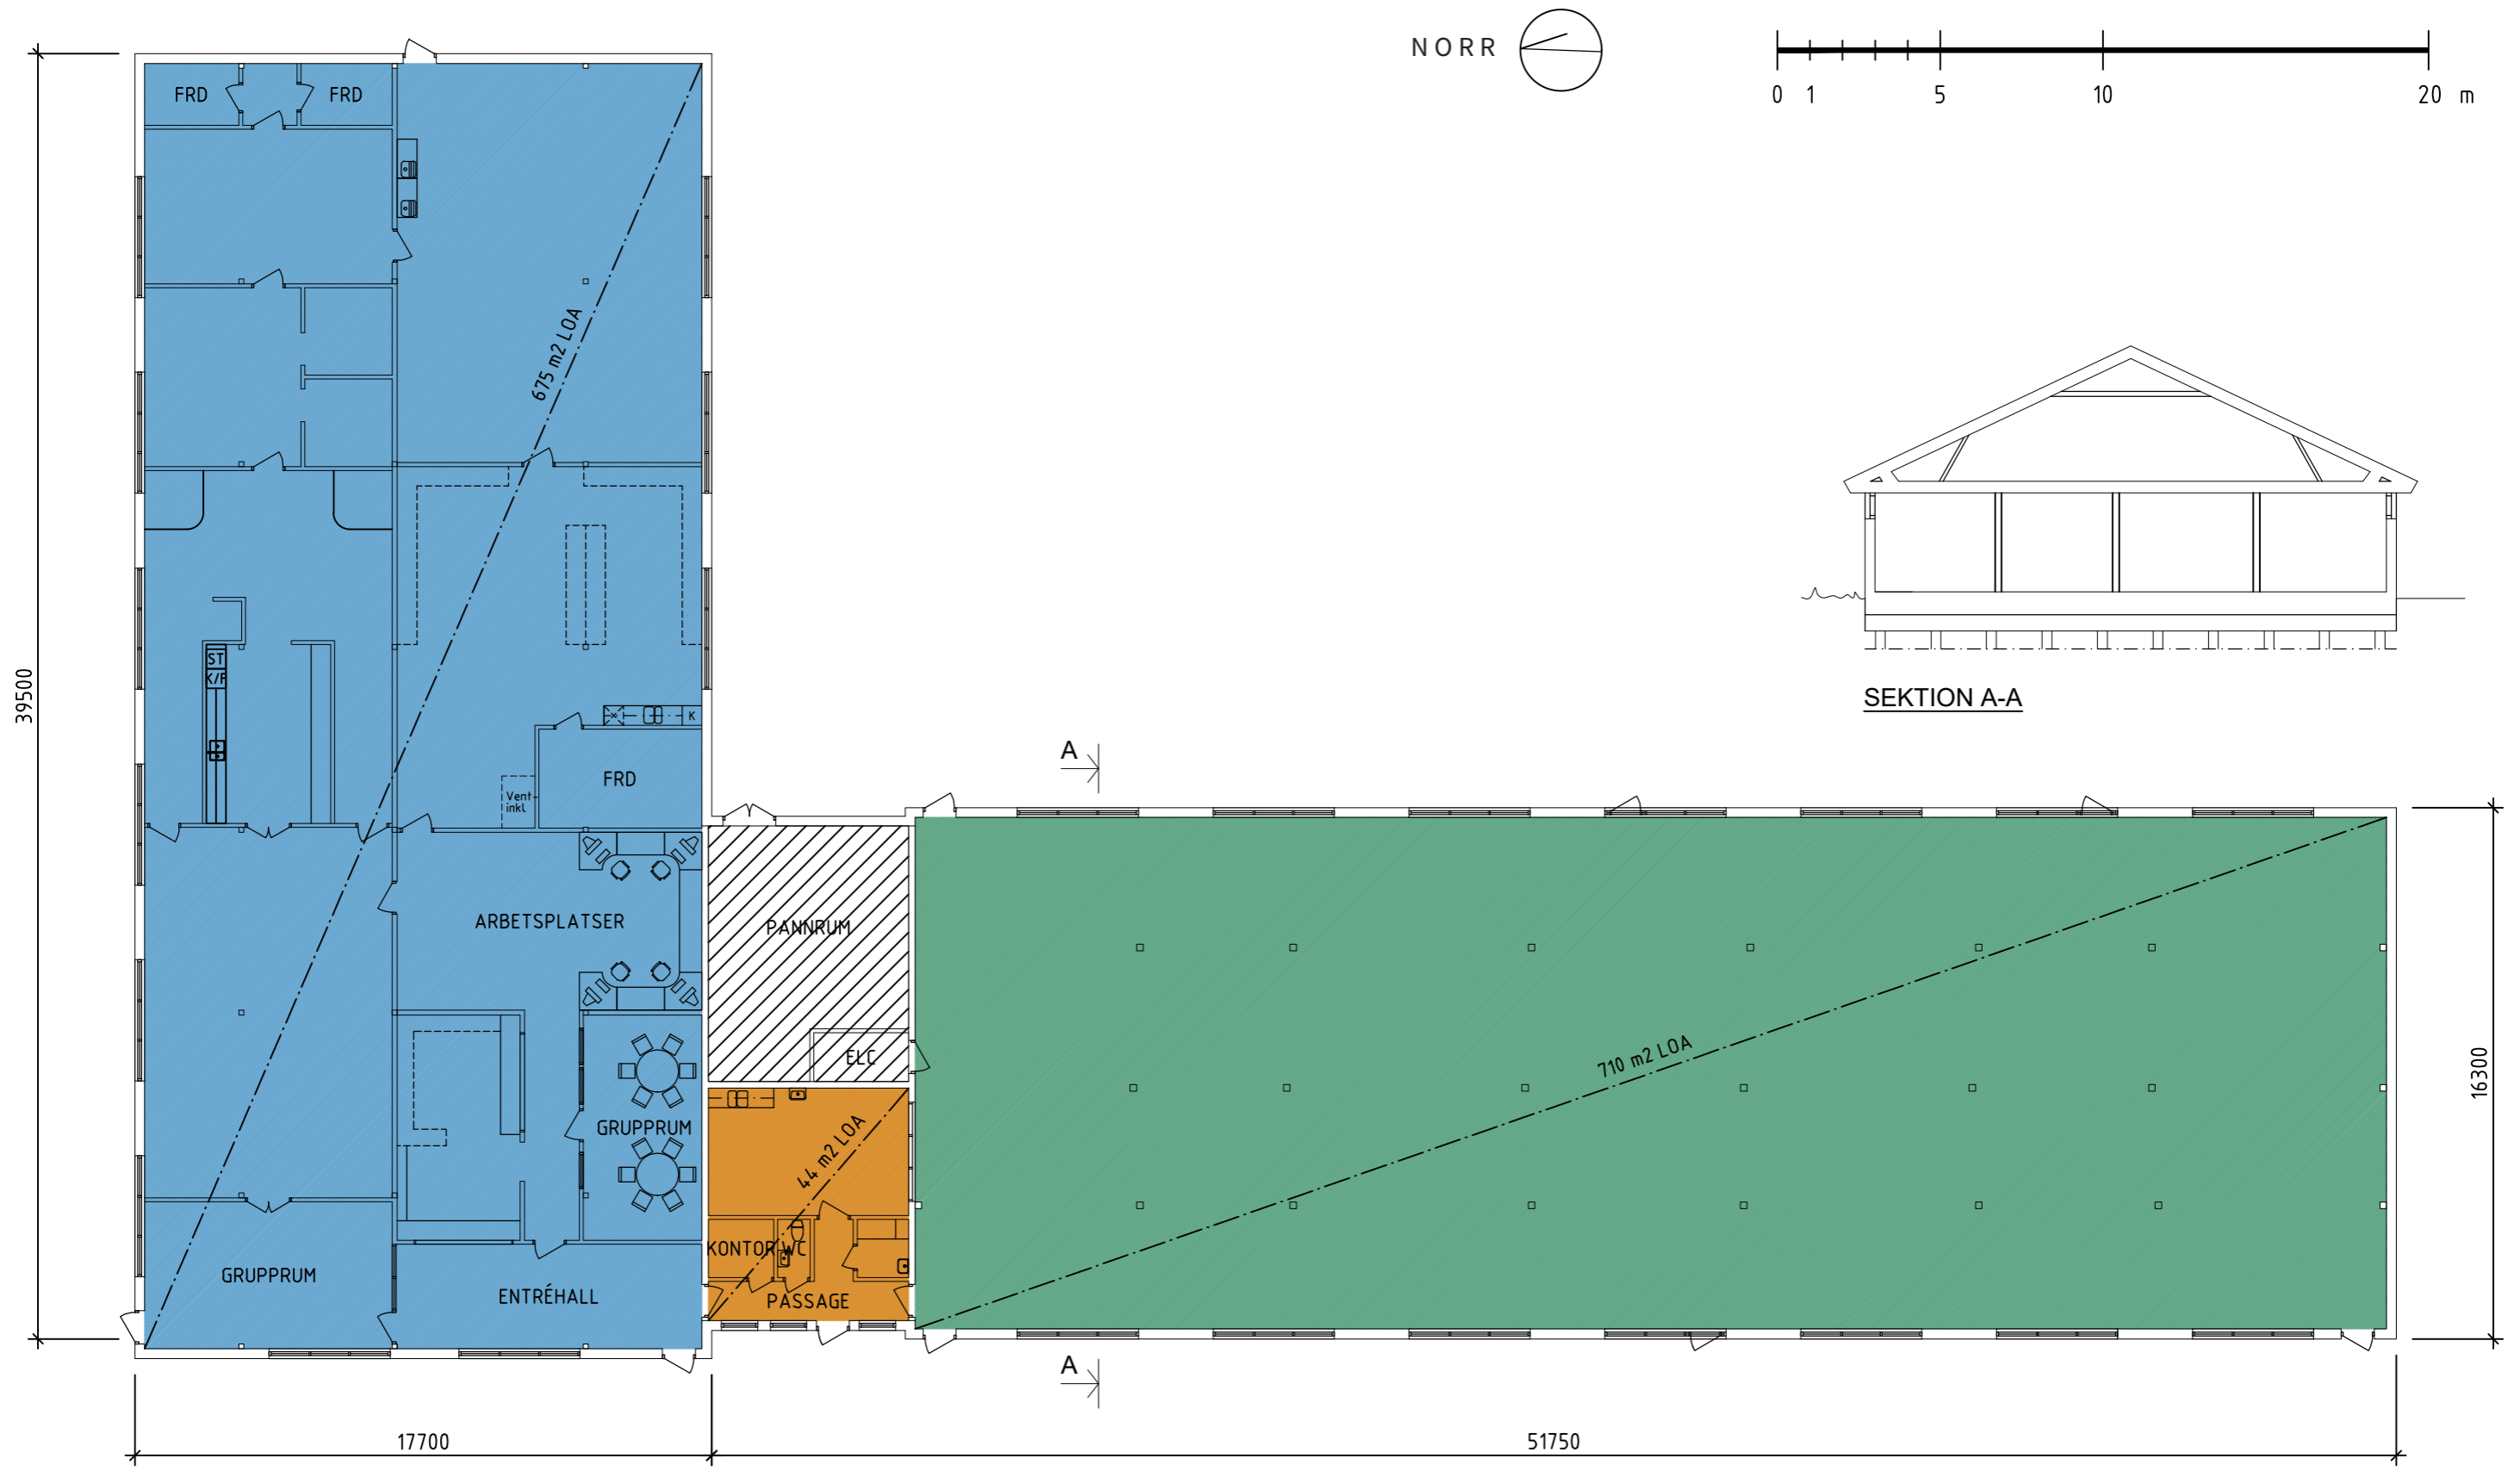 NORR
0 1 5 10 20 m
FRD
FRD
675 m2 LOA
39500
ST
K/F
K
FRD
Vent
inkl
SEKTION A-A
A
ARBETSPLATSER
PANNRUM
ELC
710 m2 LOA
16300
GRUPPRUM
44 m2 LOA
KONTOR WC
GRUPPRUM
ENTRÉHALL
PASSAGE
A
17700
51750